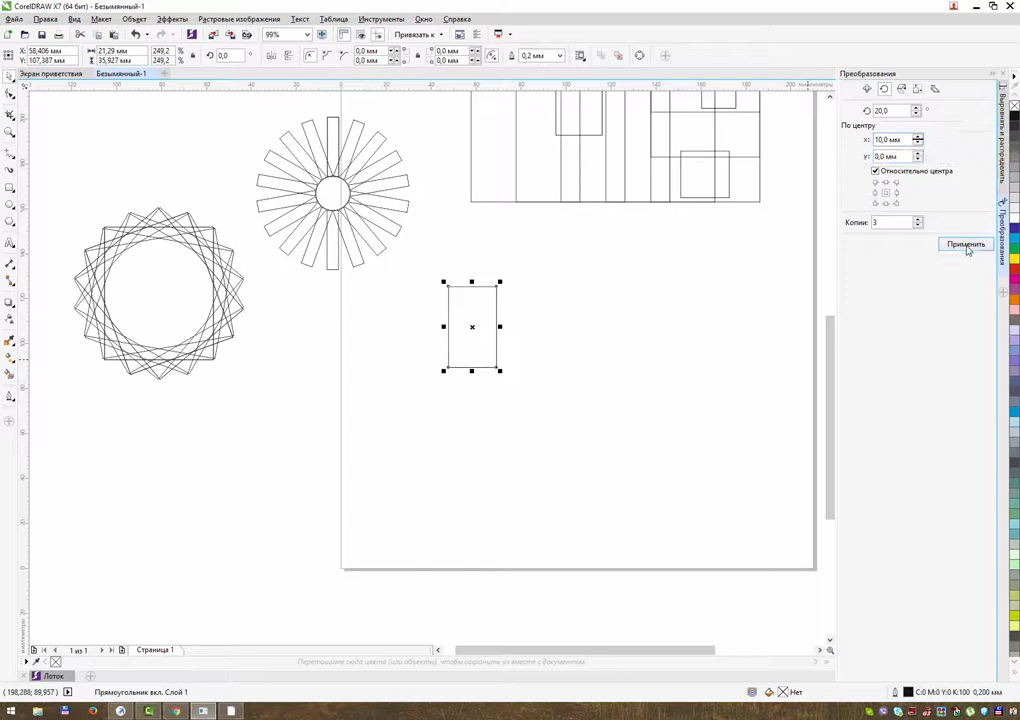 CorelDRAW X7 (64 бит) - Безымянный-1
Файл Правка Вид Макет Объект Эффекты Растровые изображения Текст Таблица Инструменты Окно Справка
99% Привязать к
X: 58,406 мм 21,29 мм 249,2 % 0,0 0,0 мм 0,0 мм 0,2 мм
Y: 107,387 мм 35,927 мм 249,2 % 0,0 мм 0,0 мм
Экран приветствия Безымянный-1
миллиметры
Преобразования
20,0 °
По центру
x: 10,0 мм
y: 0,0 мм
Относительно центра
Копии: 3
Применить
Выровнять и распределить
Преобразования
миллиметры
1 из 1 Страница 1
Перетащите сюда цвета (или объекты), чтобы сохранить их вместе с документом
Лоток
(198,288; 89,957) Прямоугольник вкл. Слой 1 Нет C:0 M:0 Y:0 K:100 0,200 мм